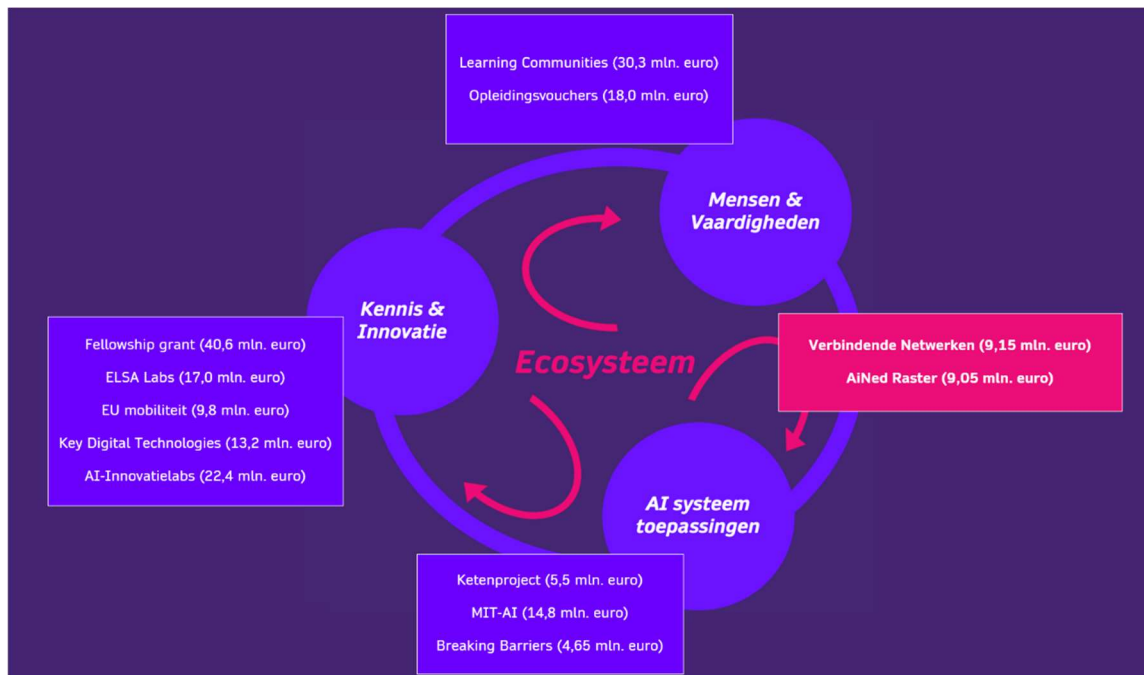 Learning Communities (30,3 mln. euro)
Opleidingsvouchers (18,0 mln. euro)
Mensen &
Vaardigheden
Kennis &
Innovatie
Fellowship grant (40,6 mln. euro)
ELSA Labs (17,0 mln. euro)
EU mobiliteit (9,8 mln. euro)
Key Digital Technologies (13,2 mln. euro)
AI-Innovatielabs (22,4 mln. euro)
Ecosysteem
Verbindende Netwerken (9,15 mln. euro)
AiNed Raster (9,05 mln. euro)
AI systeem
toepassingen
Ketenproject (5,5 mln. euro)
MIT-AI (14,8 mln. euro)
Breaking Barriers (4,65 mln. euro)